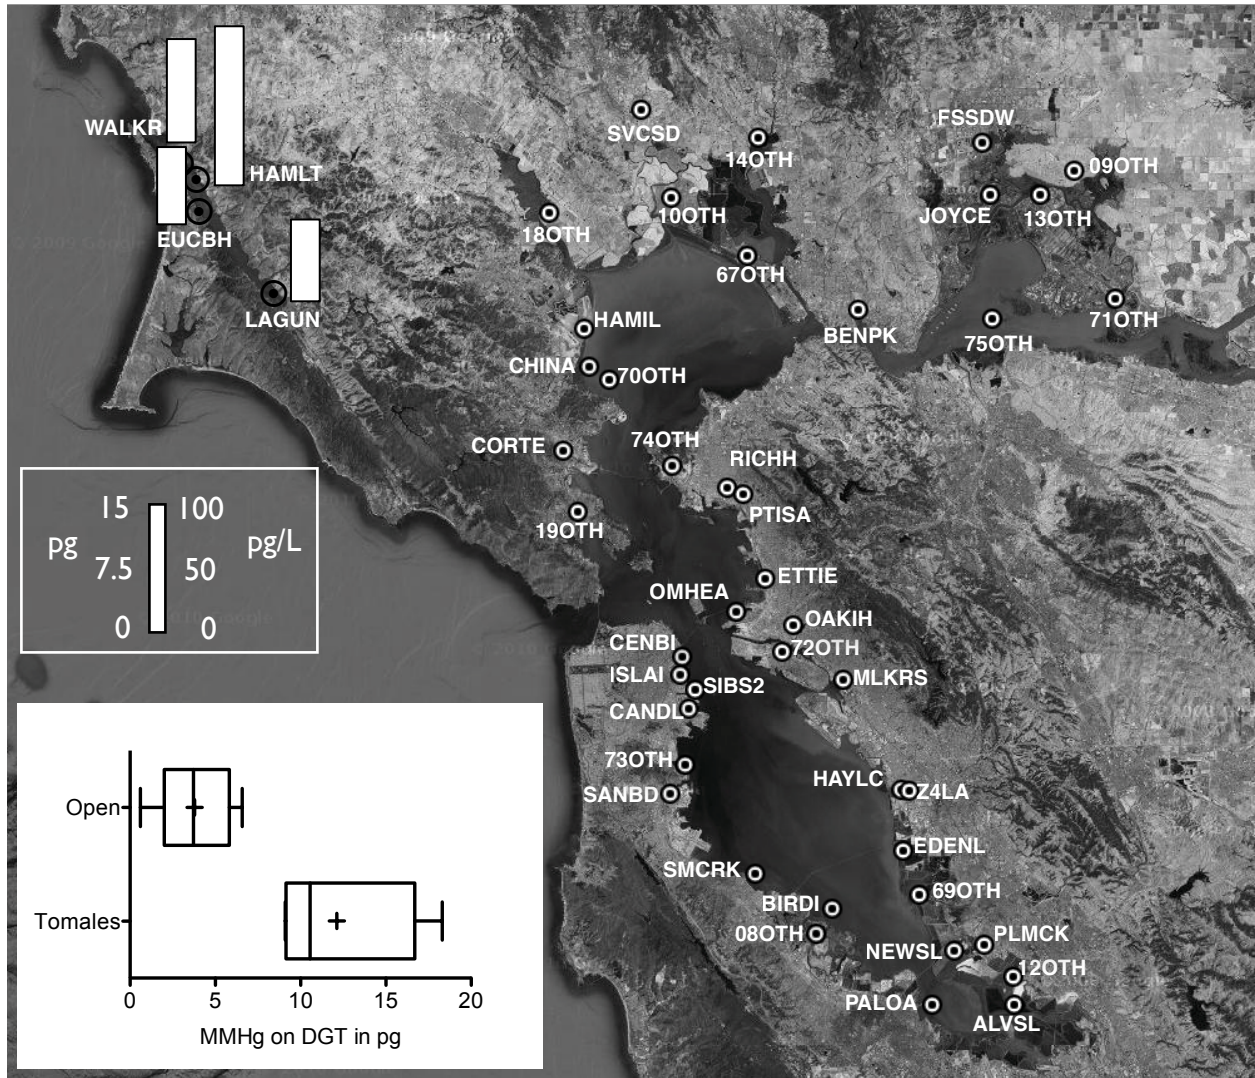 WALKR
HAMLT
EUCBH
LAGUN
SVCSD
14OTH
FSSDW
09OTH
18OTH
10OTH
JOYCE
13OTH
67OTH
71OTH
HAMIL
BENPK
75OTH
CHINA
70OTH
CORTE
74OTH
RICHH
PTISA
19OTH
15 100
pg pg/L
7.5 50
0 0
OMHEA
ETTIE
OAKIH
CENBI
72OTH
ISLAI
SIBS2
MLKRS
CANDL
73OTH
SANBD
HAYLC
Z4LA
EDENL
SMCRK
69OTH
BIRDI
08OTH
NEWSL
PLMCK
12OTH
PALOA
ALVSL
Open
Tomales
0 5 10 15 20
MMHg on DGT in pg